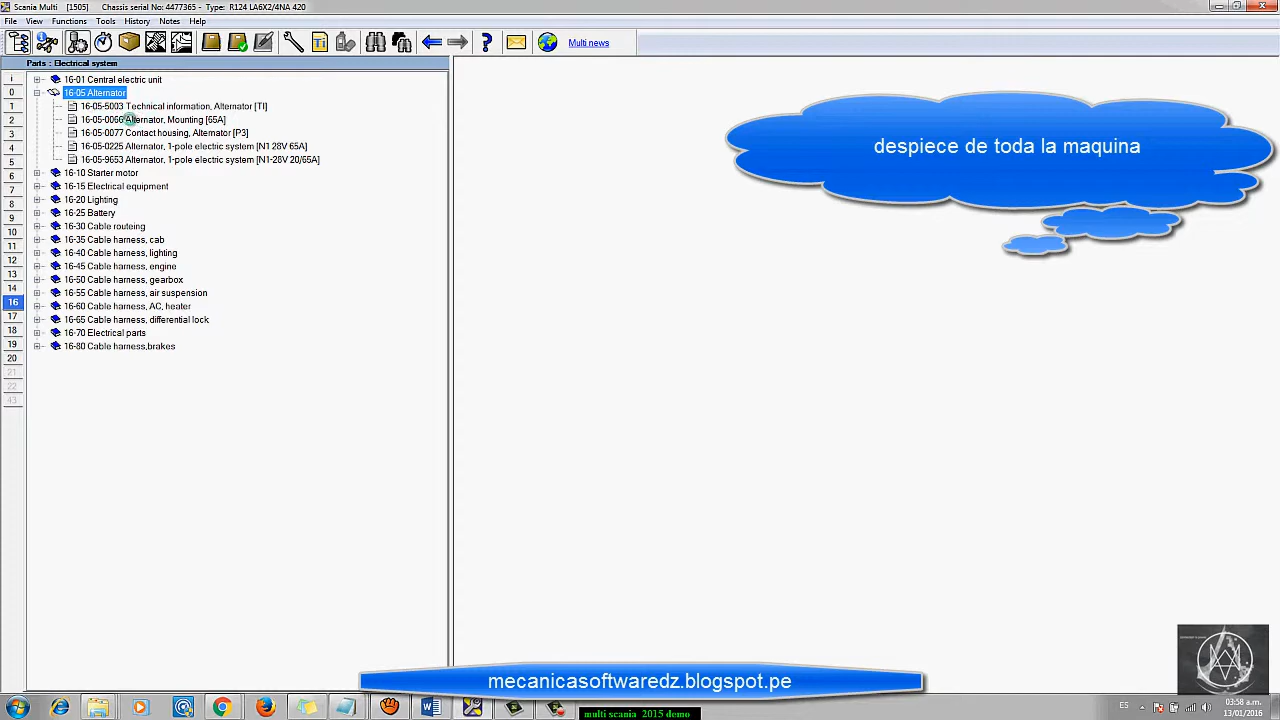 Scania Multi [1505] Chassis serial No: 4477365 - Type: R124 LA6X2/4NA 420
File View Functions Tools History Notes Help
Ti ? Multi news
Parts : Electrical system
i
0
1
2
3
4
5
6
7
8
9
10
11
12
13
14
16
17
18
19
20
21
22
43
16-01 Central electric unit
16-05 Alternator
16-05-5003 Technical information, Alternator [TI]
16-05-0066 Alternator, Mounting [65A]
16-05-0077 Contact housing, Alternator [P3]
16-05-0225 Alternator, 1-pole electric system [N1 28V 65A]
16-05-9653 Alternator, 1-pole electric system [N1-28V 20/65A]
16-10 Starter motor
16-15 Electrical equipment
16-20 Lighting
16-25 Battery
16-30 Cable routeing
16-35 Cable harness, cab
16-40 Cable harness, lighting
16-45 Cable harness, engine
16-50 Cable harness, gearbox
16-55 Cable harness, air suspension
16-60 Cable harness, AC, heater
16-65 Cable harness, differential lock
16-70 Electrical parts
16-80 Cable harness,brakes
despiece de toda la maquina
mecanicasoftwaredz.blogspot.pe
multi scania 2015 demo
ES
03:58 a.m.
13/01/2016